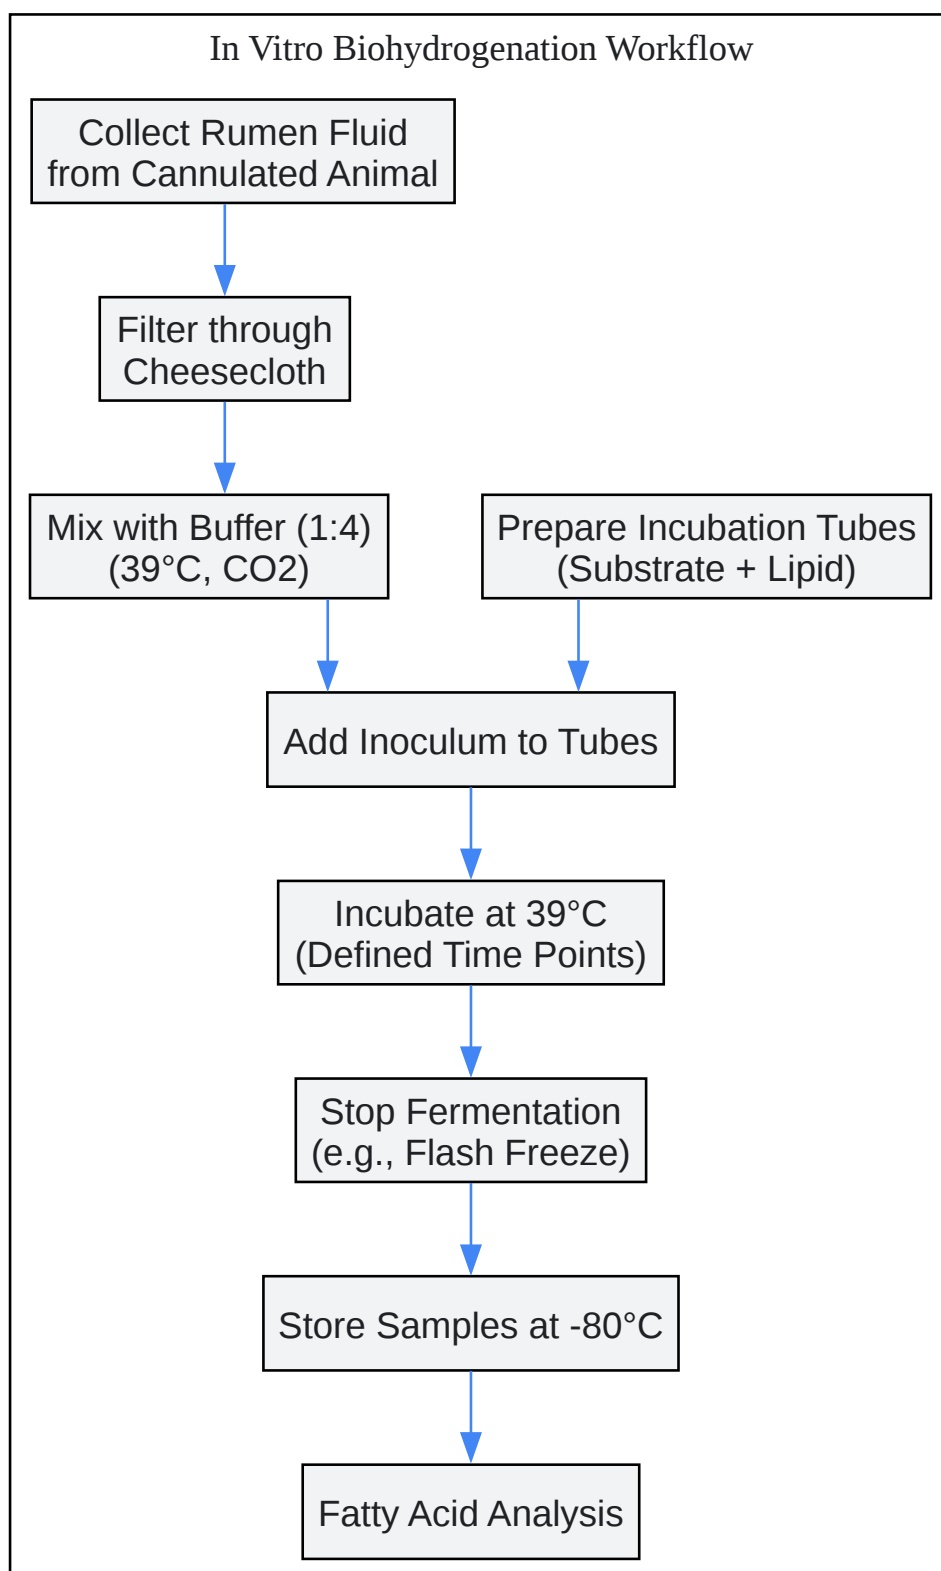 In Vitro Biohydrogenation Workflow
Collect Rumen Fluid
from Cannulated Animal
Filter through
Cheesecloth
Mix with Buffer (1:4)
(39°C, CO2)
Prepare Incubation Tubes
(Substrate + Lipid)
Add Inoculum to Tubes
Incubate at 39°C
(Defined Time Points)
Stop Fermentation
(e.g., Flash Freeze)
Store Samples at -80°C
Fatty Acid Analysis